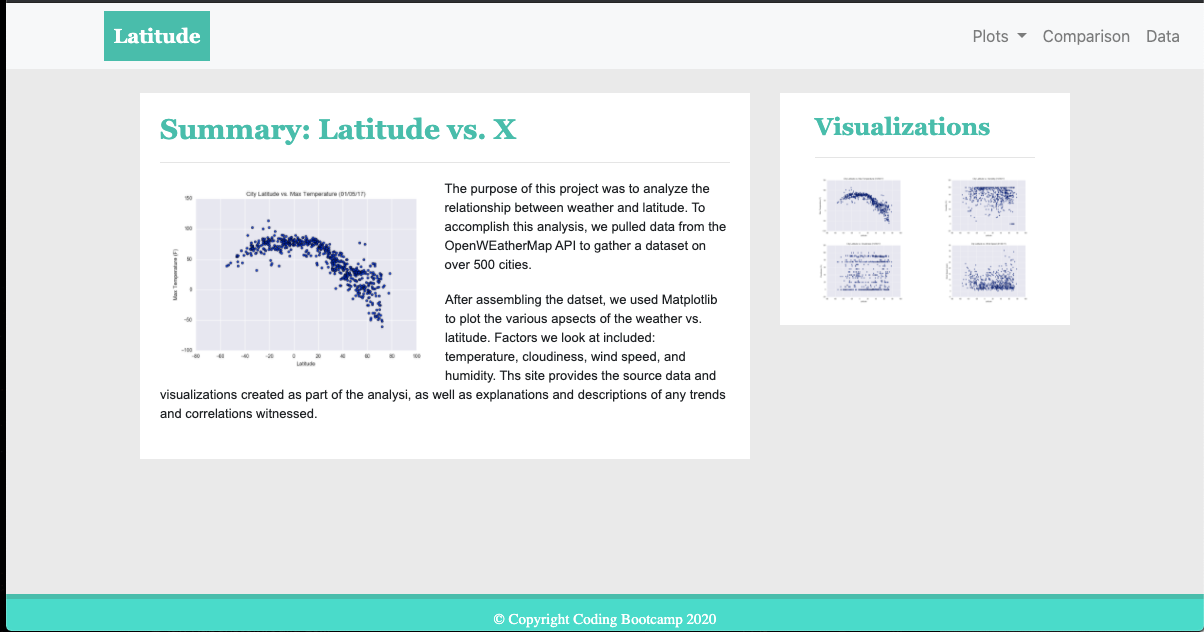 Latitude
Plots
Comparison
Data
Summary: Latitude vs. X
City Latitude vs. Max Temperature (01/05/17)
150
100
50
0
−50
−100
Max Temperature (F)
−80 −60 −40 −20 0 20 40 60 80 100
Latitude
The purpose of this project was to analyze the
relationship between weather and latitude. To
accomplish this analysis, we pulled data from the
OpenWEatherMap API to gather a dataset on
over 500 cities.
After assembling the datset, we used Matplotlib
to plot the various apsects of the weather vs.
latitude. Factors we look at included:
temperature, cloudiness, wind speed, and
humidity. Ths site provides the source data and
visualizations created as part of the analysi, as well as explanations and descriptions of any trends
and correlations witnessed.
Visualizations
© Copyright Coding Bootcamp 2020